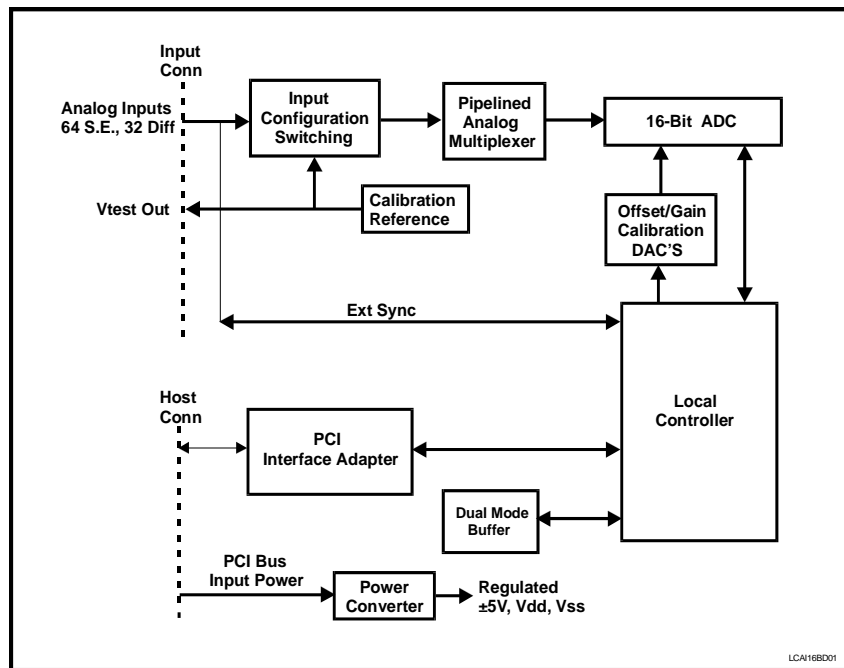 Input
Conn
Analog Inputs
64 S.E., 32 Diff
Input
Configuration
Switching
Pipelined
Analog
Multiplexer
16-Bit ADC
Vtest Out
Calibration
Reference
Offset/Gain
Calibration
DAC'S
Ext Sync
Local
Controller
Host
Conn
PCI
Interface Adapter
Dual Mode
Buffer
PCI Bus
Input Power
Power
Converter
Regulated
±5V, Vdd, Vss
LCAI16BD01